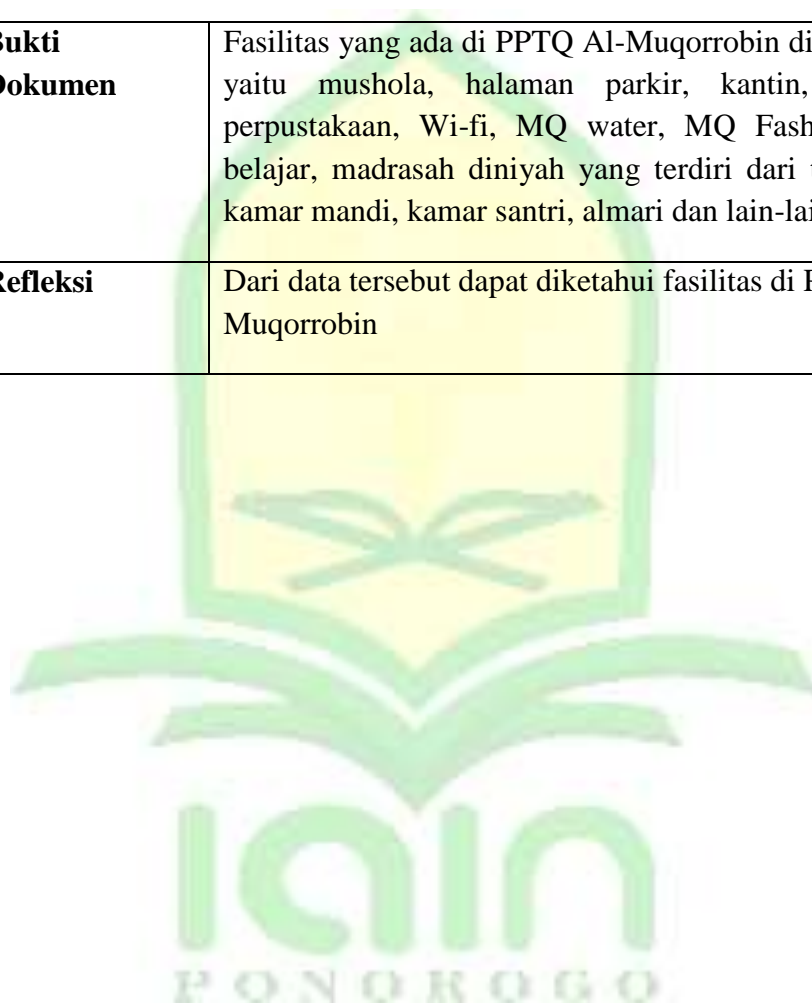 Bukti Fasilitas yang ada di PPTQ Al-Muqorrobin di
Dokumen yaitu mushola, halaman parkir, kantin,
perpustakaan, Wi-fi, MQ water, MQ Fash
belajar, madrasah diniyah yang terdiri dari
kamar mandi, kamar santri, almari dan lain-lai
Refleksi Dari data tersebut dapat diketahui fasilitas di
Muqorrobin
iain
PONOROGO